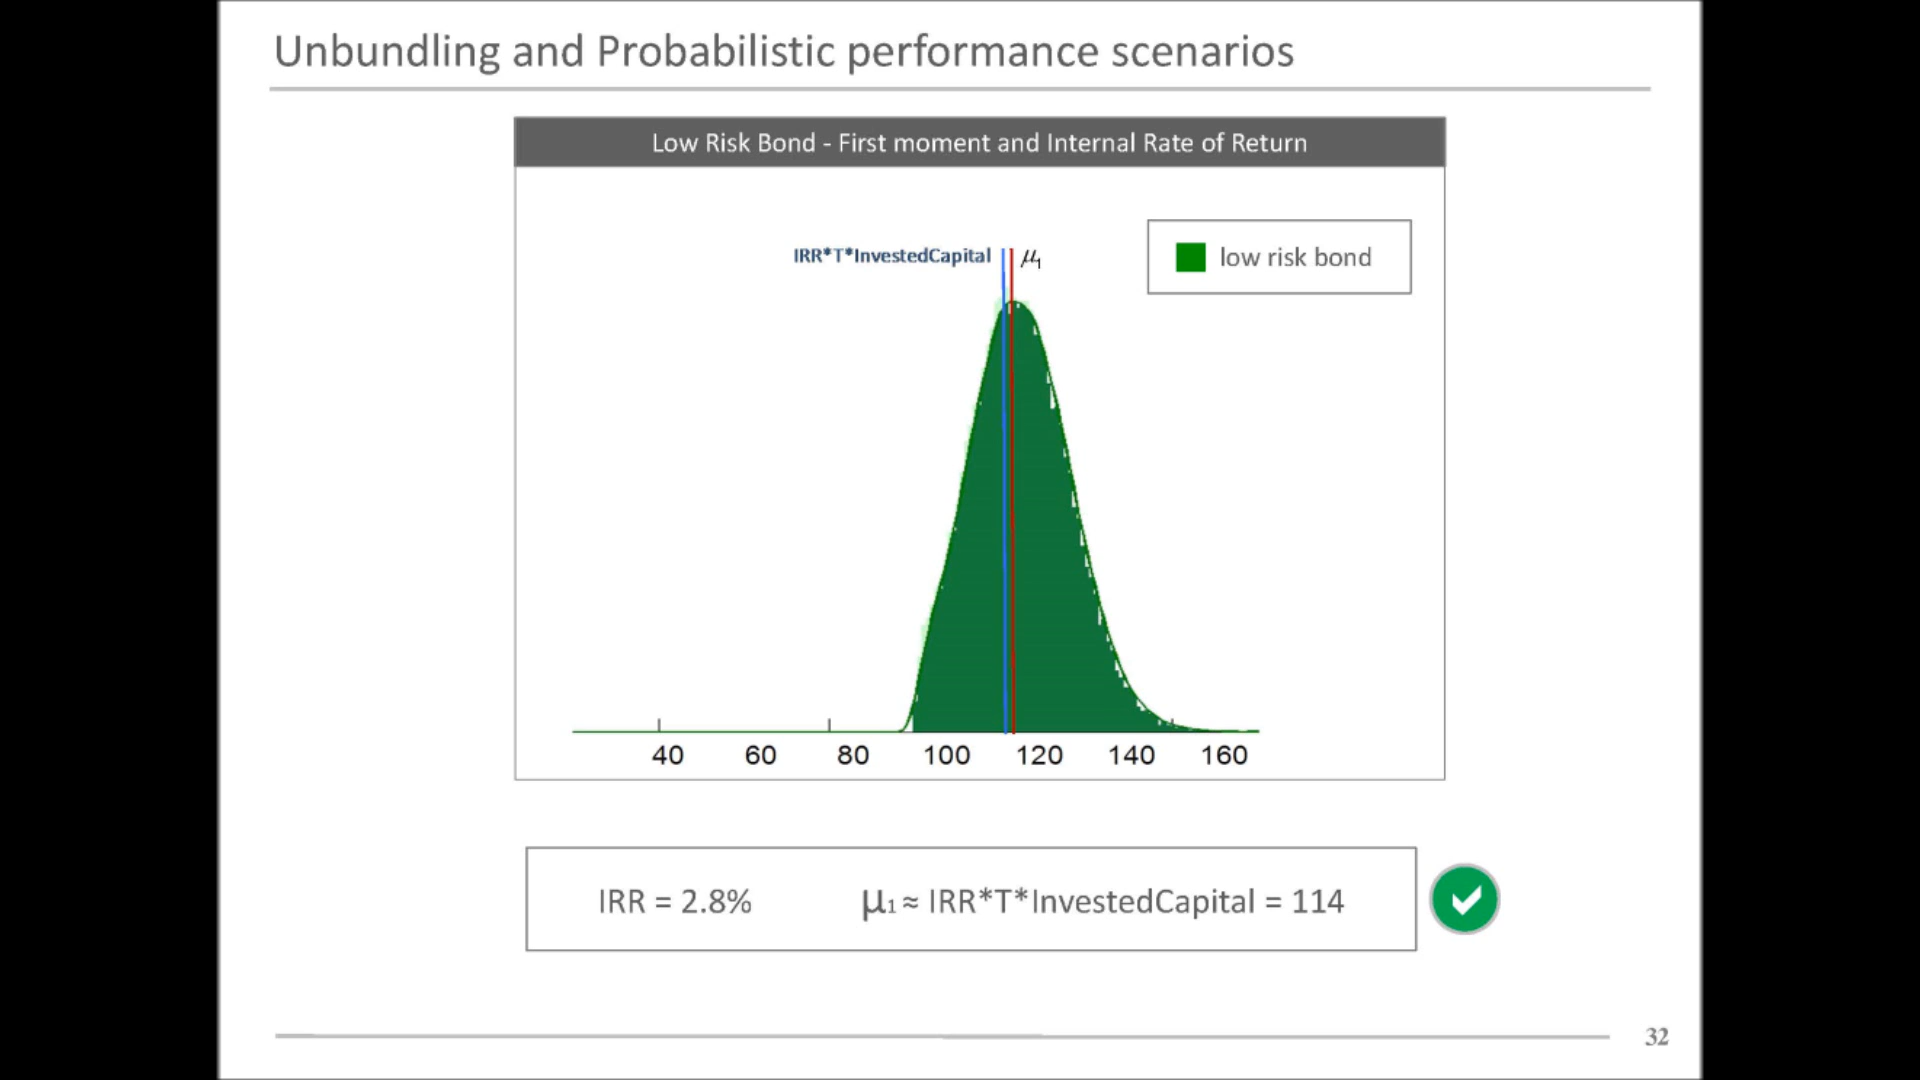 Unbundling and Probabilistic performance scenarios
Low Risk Bond - First moment and Internal Rate of Return
IRR*T*InvestedCapital μ1
low risk bond
40 60 80 100 120 140 160
IRR = 2.8% μ1 ≈ IRR*T*InvestedCapital = 114
32